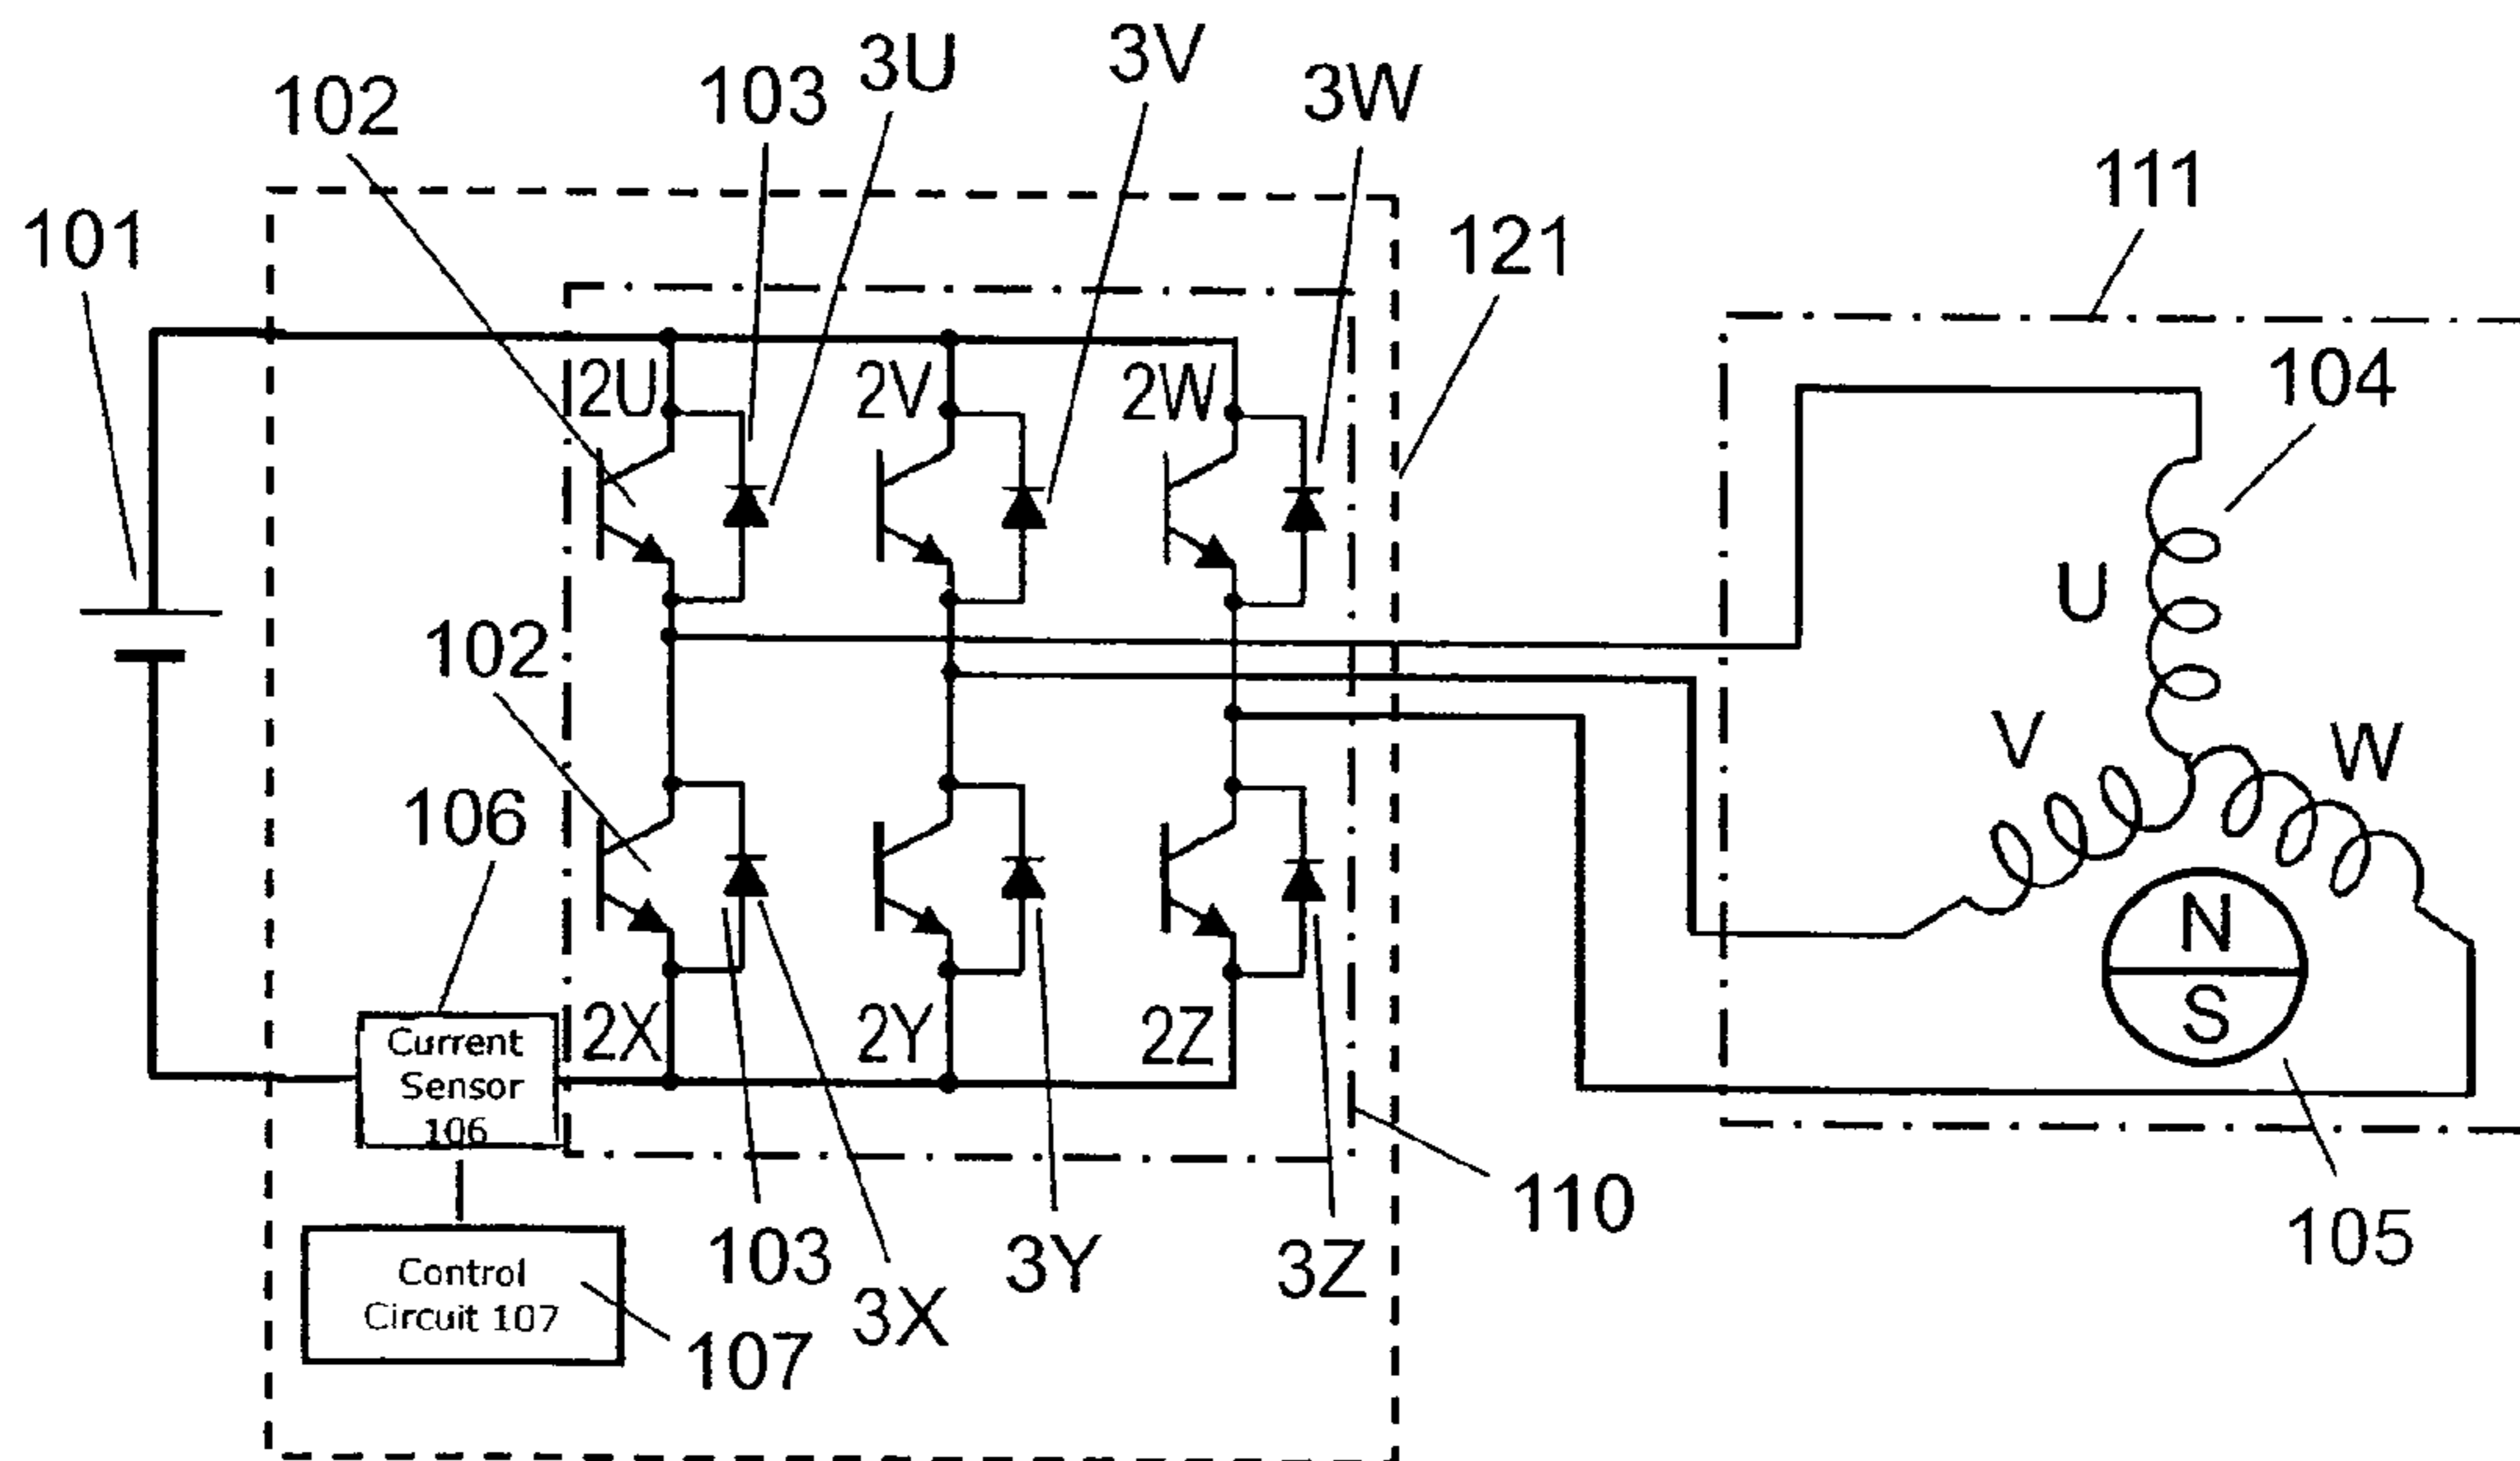 3V
3U
103
3W
102
111
101
121
2U
2V
2W
104
U
102
V
W
106
N
S
2X
2Y
2Z
Current
Sensor
106
110
105
103
3Y
3Z
3X
Control
Circuit 107
107